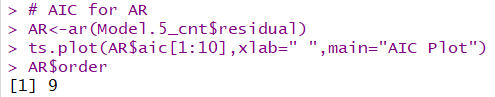 > # AIC for AR
> AR<-ar(Model.5_cnt$residual)
> ts.plot(AR$aic[1:10],xlab=" ",main="AIC Plot")
> AR$order
[1] 9